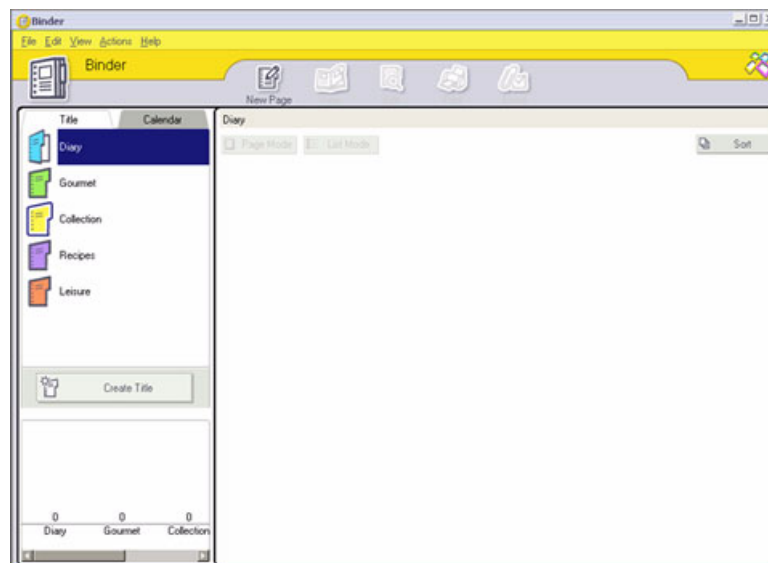 Binder
File Edit View Actions Help
Binder
New Page
Title Calendar
Diary
Page Mode List Mode Sort
Diary
Gourmet
Collection
Recipes
Leisure
Create Title
0 0 0
Diary Gourmet Collection